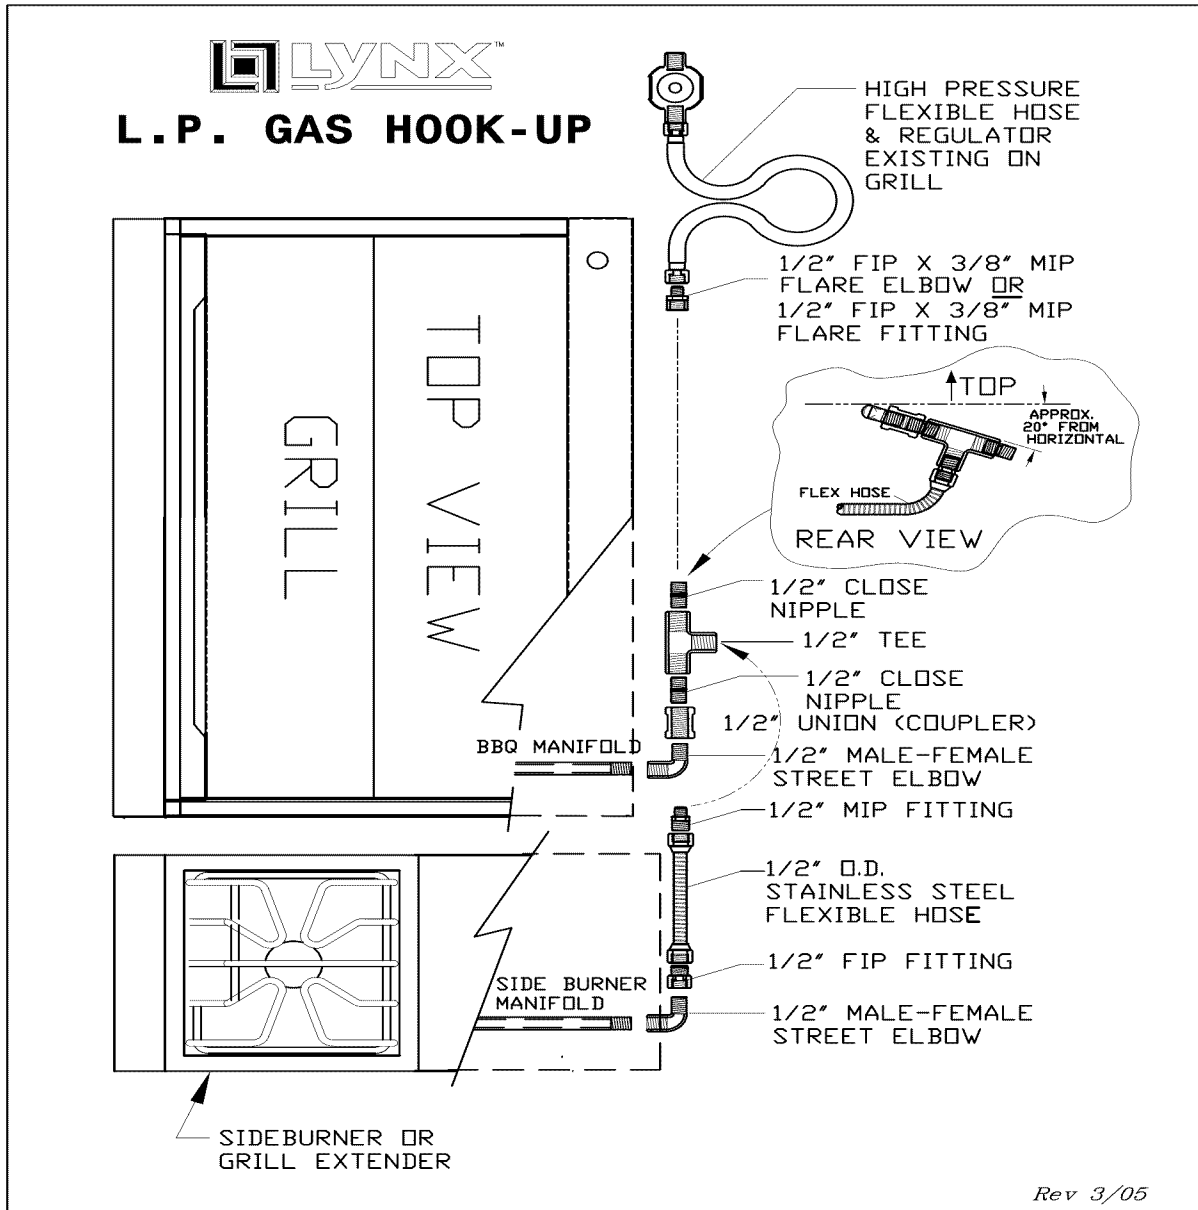 LYNX™
L.P. GAS HOOK-UP
HIGH PRESSURE
FLEXIBLE HOSE
& REGULATOR
EXISTING ON
GRILL
1/2" FIP X 3/8" MIP
FLARE ELBOW OR
1/2" FIP X 3/8" MIP
FLARE FITTING
TOP VIEW
GRILL
TOP
APPROX.
20° FROM
HORIZONTAL
FLEX HOSE
REAR VIEW
1/2" CLOSE
NIPPLE
1/2" TEE
1/2" CLOSE
NIPPLE
1/2" UNION (COUPLER)
BBQ MANIFOLD
1/2" MALE-FEMALE
STREET ELBOW
1/2" MIP FITTING
1/2" O.D.
STAINLESS STEEL
FLEXIBLE HOSE
1/2" FIP FITTING
SIDE BURNER
MANIFOLD
1/2" MALE-FEMALE
STREET ELBOW
SIDEBURNER OR
GRILL EXTENDER
Rev 3/05